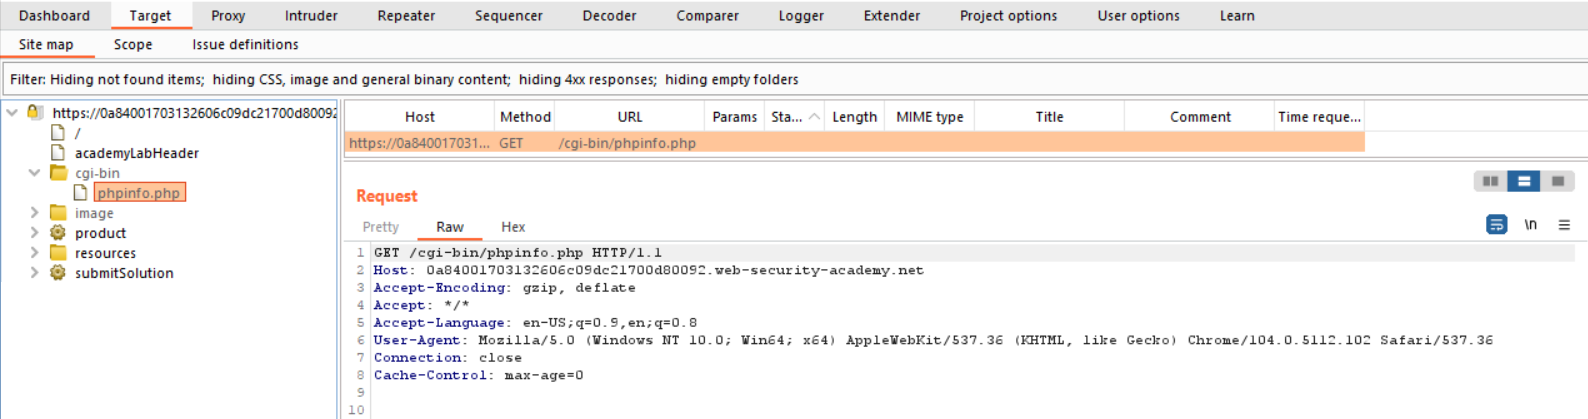 Dashboard Target Proxy Intruder Repeater Sequencer Decoder Comparer Logger Extender Project options User options Learn
Site map Scope Issue definitions
Filter: Hiding not found items; hiding CSS, image and general binary content; hiding 4xx responses; hiding empty folders
https://0a84001703132606c09dc21700d80092
/
academyLabHeader
cgi-bin
phpinfo.php
image
product
resources
submitSolution
Host Method URL Params Sta... Length MIME type Title Comment Time reque...
https://0a840017031... GET /cgi-bin/phpinfo.php
Request
Pretty Raw Hex \n
1 GET /cgi-bin/phpinfo.php HTTP/1.1
2 Host: 0a84001703132606c09dc21700d80092.web-security-academy.net
3 Accept-Encoding: gzip, deflate
4 Accept: */*
5 Accept-Language: en-US;q=0.9,en;q=0.8
6 User-Agent: Mozilla/5.0 (Windows NT 10.0; Win64; x64) AppleWebKit/537.36 (KHTML, like Gecko) Chrome/104.0.5112.102 Safari/537.36
7 Connection: close
8 Cache-Control: max-age=0
9
10